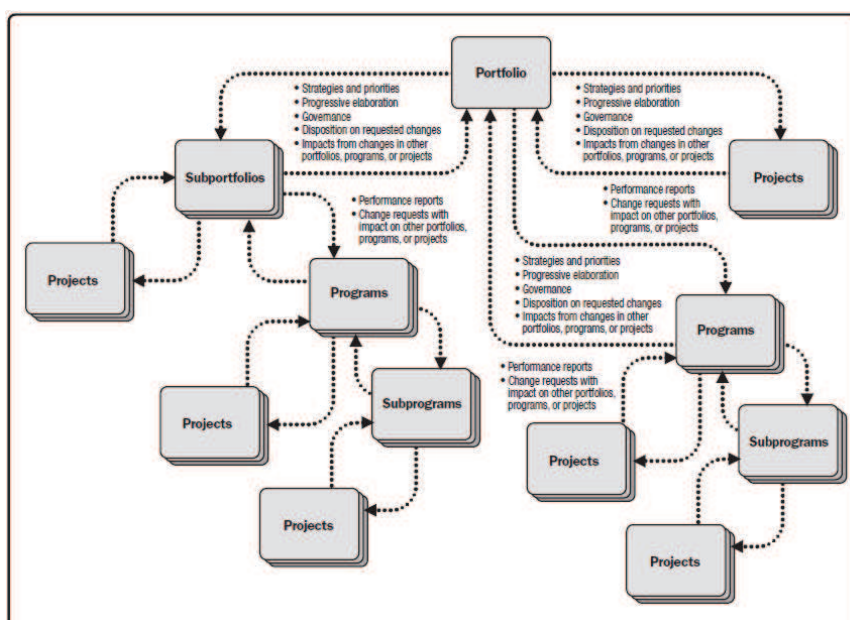 Portfolio
• Strategies and priorities
• Progressive elaboration
• Governance
• Disposition on requested changes
• Impacts from changes in other
portfolios, programs, or projects
• Strategies and priorities
• Progressive elaboration
• Governance
• Disposition on requested changes
• Impacts from changes in other
portfolios, programs, or projects
Subportfolios
Projects
• Performance reports
• Change requests with
impact on other portfolios,
programs, or projects
• Performance reports
• Change requests with
impact on other portfolios,
programs, or projects
Projects
Programs
• Strategies and priorities
• Progressive elaboration
• Governance
• Disposition on requested changes
• Impacts from changes in other
portfolios, programs, or projects
Programs
• Performance reports
• Change requests with
impact on other portfolios,
programs, or projects
Projects
Subprograms
Projects
Subprograms
Projects
Projects